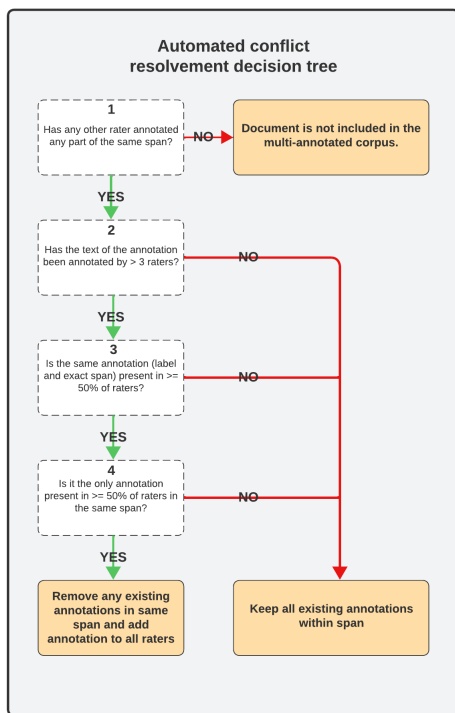 Automated conflict
resolvement decision tree
1
Has any other rater annotated
any part of the same span?
NO
Document is not included in the
multi-annotated corpus.
YES
2
Has the text of the annotation
been annotated by > 3 raters?
NO
YES
3
Is the same annotation (label
and exact span) present in >=
50% of raters?
NO
YES
4
Is it the only annotation
present in >= 50% of raters in
the same span?
NO
YES
Remove any existing
annotations in same
span and add
annotation to all raters
Keep all existing annotations
within span